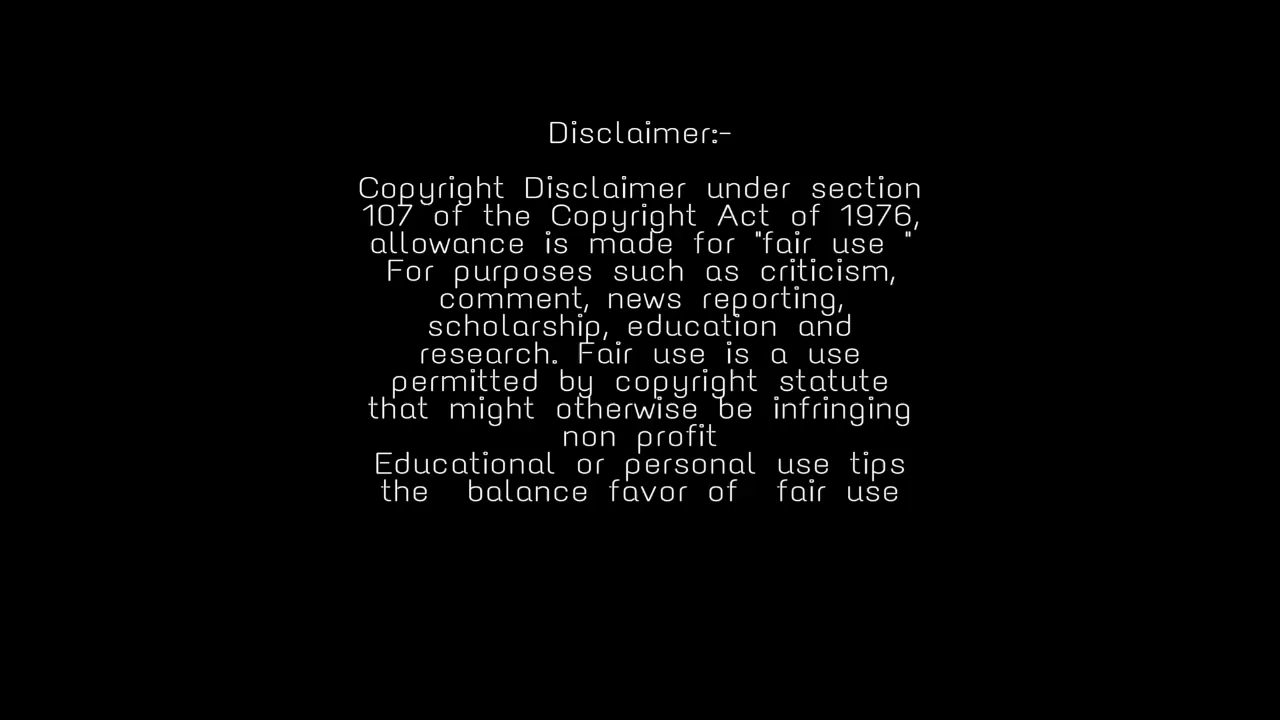 Disclaimer:-
Copyright Disclaimer under section
107 of the Copyright Act of 1976,
allowance is made for "fair use "
For purposes such as criticism,
comment, news reporting,
scholarship, education and
research. Fair use is a use
permitted by copyright statute
that might otherwise be infringing
non profit
Educational or personal use tips
the balance favor of fair use